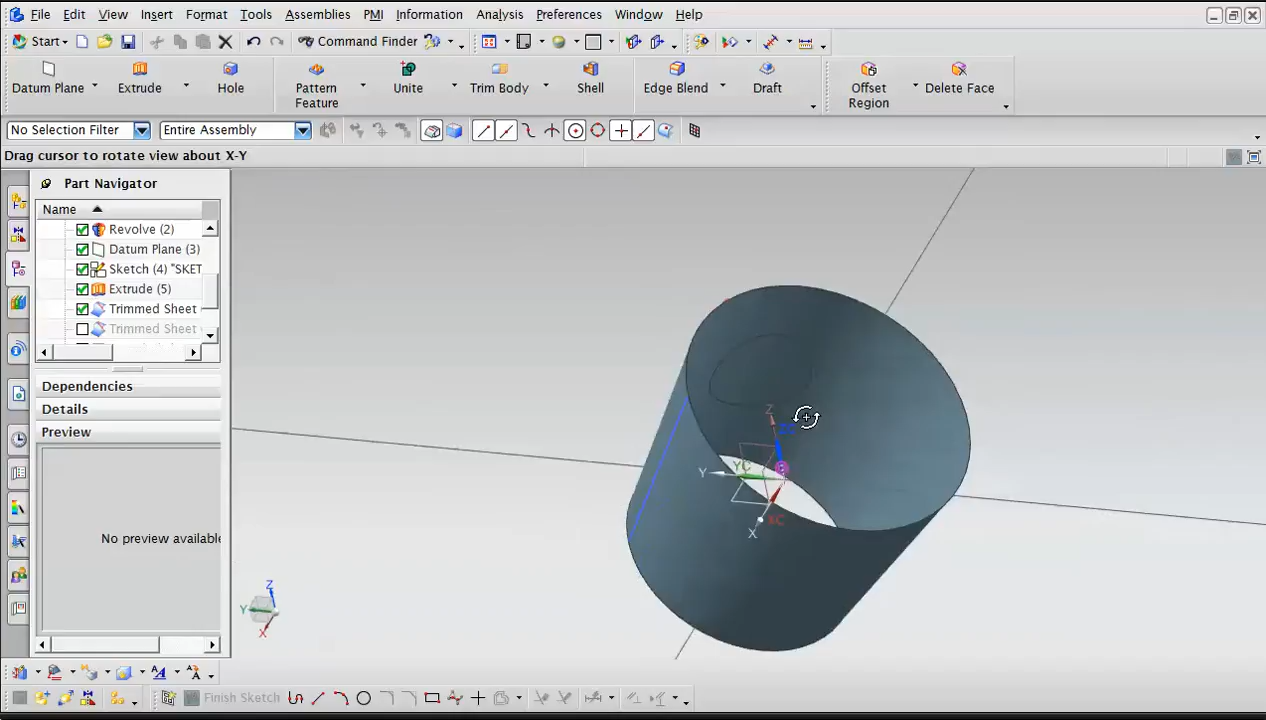 File Edit View Insert Format Tools Assemblies PMI Information Analysis Preferences Window Help
Start Command Finder
Datum Plane Extrude Hole Pattern Feature Unite Trim Body Shell Edge Blend Draft Offset Region Delete Face
No Selection Filter Entire Assembly
Drag cursor to rotate view about X-Y
Part Navigator
Name
Revolve (2)
Datum Plane (3)
Sketch (4) "SKET
Extrude (5)
Trimmed Sheet
Trimmed Sheet
Dependencies
Details
Preview
No preview available
Z
Y YC
XC
X
Z
Y
X
Finish Sketch